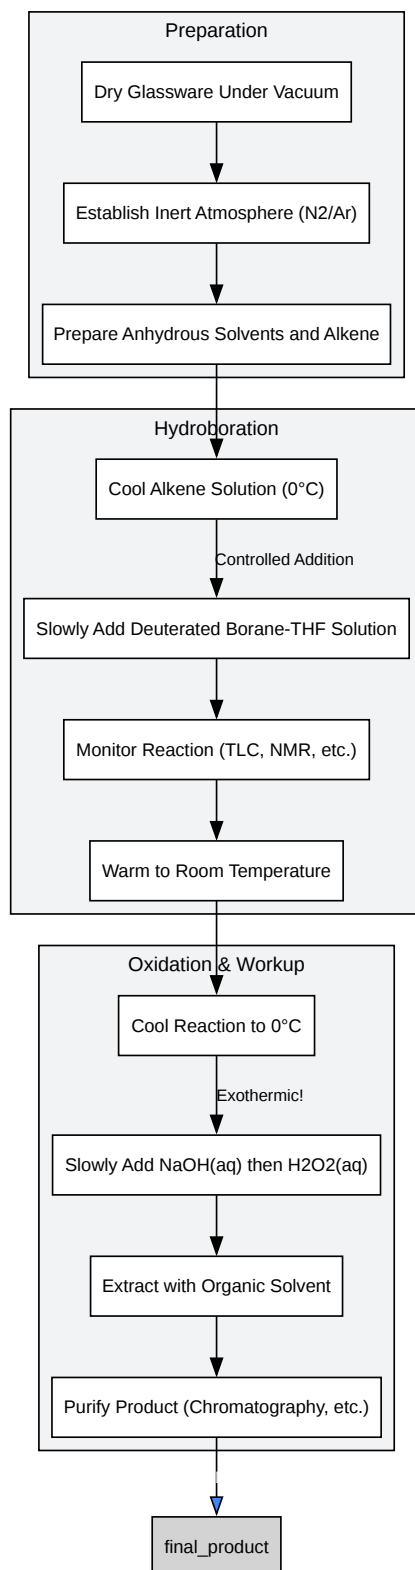 Preparation
Dry Glassware Under Vacuum
Establish Inert Atmosphere (N2/Ar)
Prepare Anhydrous Solvents and Alkene
Hydroboration
Cool Alkene Solution (0°C)
Controlled Addition
Slowly Add Deuterated Borane-THF Solution
Monitor Reaction (TLC, NMR, etc.)
Warm to Room Temperature
Oxidation & Workup
Cool Reaction to 0°C
Exothermic!
Slowly Add NaOH(aq) then H2O2(aq)
Extract with Organic Solvent
Purify Product (Chromatography, etc.)
final_product